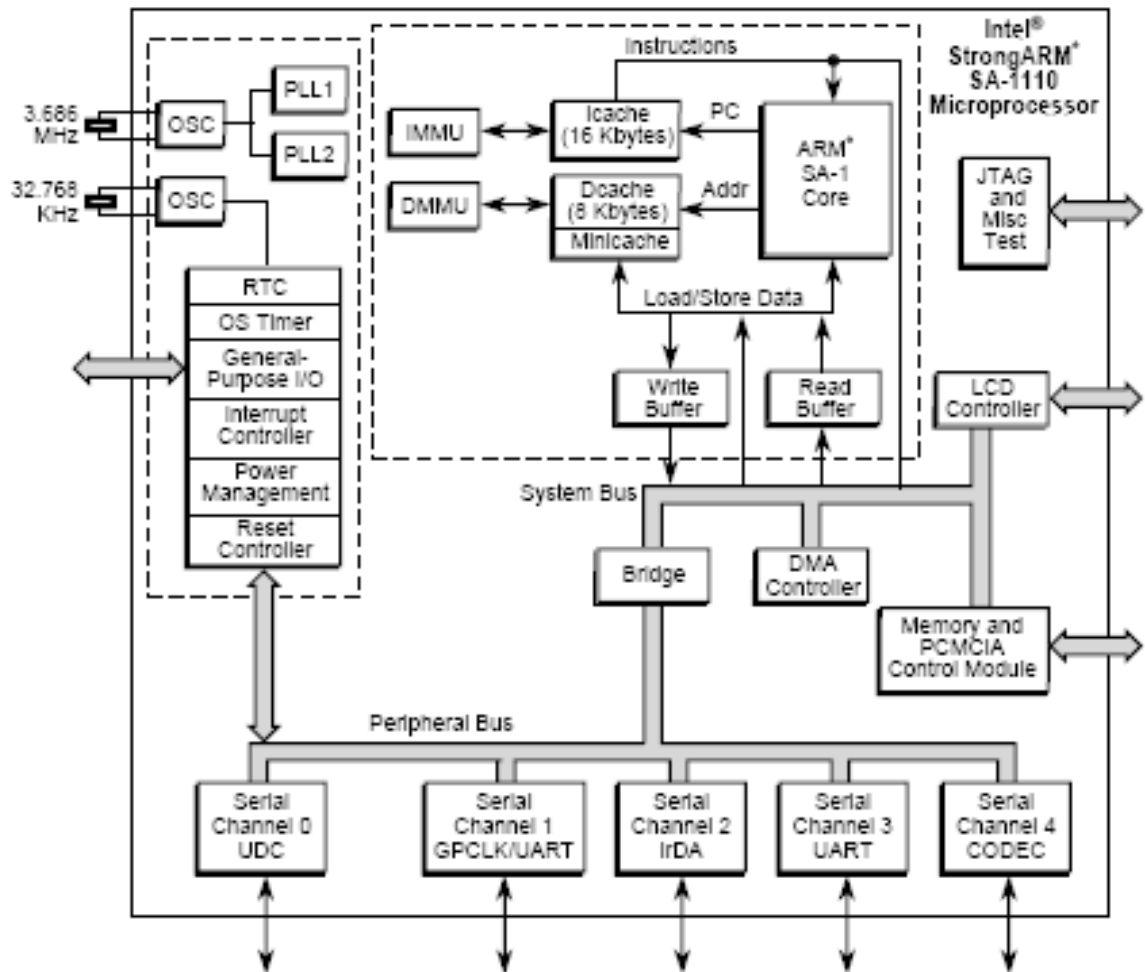 Intel®
StrongARM*
SA-1110
Microprocessor
3.686
MHz
OSC
PLL1
PLL2
32.768
KHz
OSC
RTC
OS Timer
General-
Purpose I/O
Interrupt
Controller
Power
Management
Reset
Controller
Instructions
IMMU
Icache
(16 Kbytes)
PC
ARM*
SA-1
Core
DMMU
Dcache
(8 Kbytes)
Minicache
Addr
Load/Store Data
Write
Buffer
Read
Buffer
JTAG
and
Misc
Test
LCD
Controller
System Bus
Bridge
DMA
Controller
Memory and
PCMCIA
Control Module
Peripheral Bus
Serial
Channel 0
UDC
Serial
Channel 1
GPCLK/UART
Serial
Channel 2
IrDA
Serial
Channel 3
UART
Serial
Channel 4
CODEC